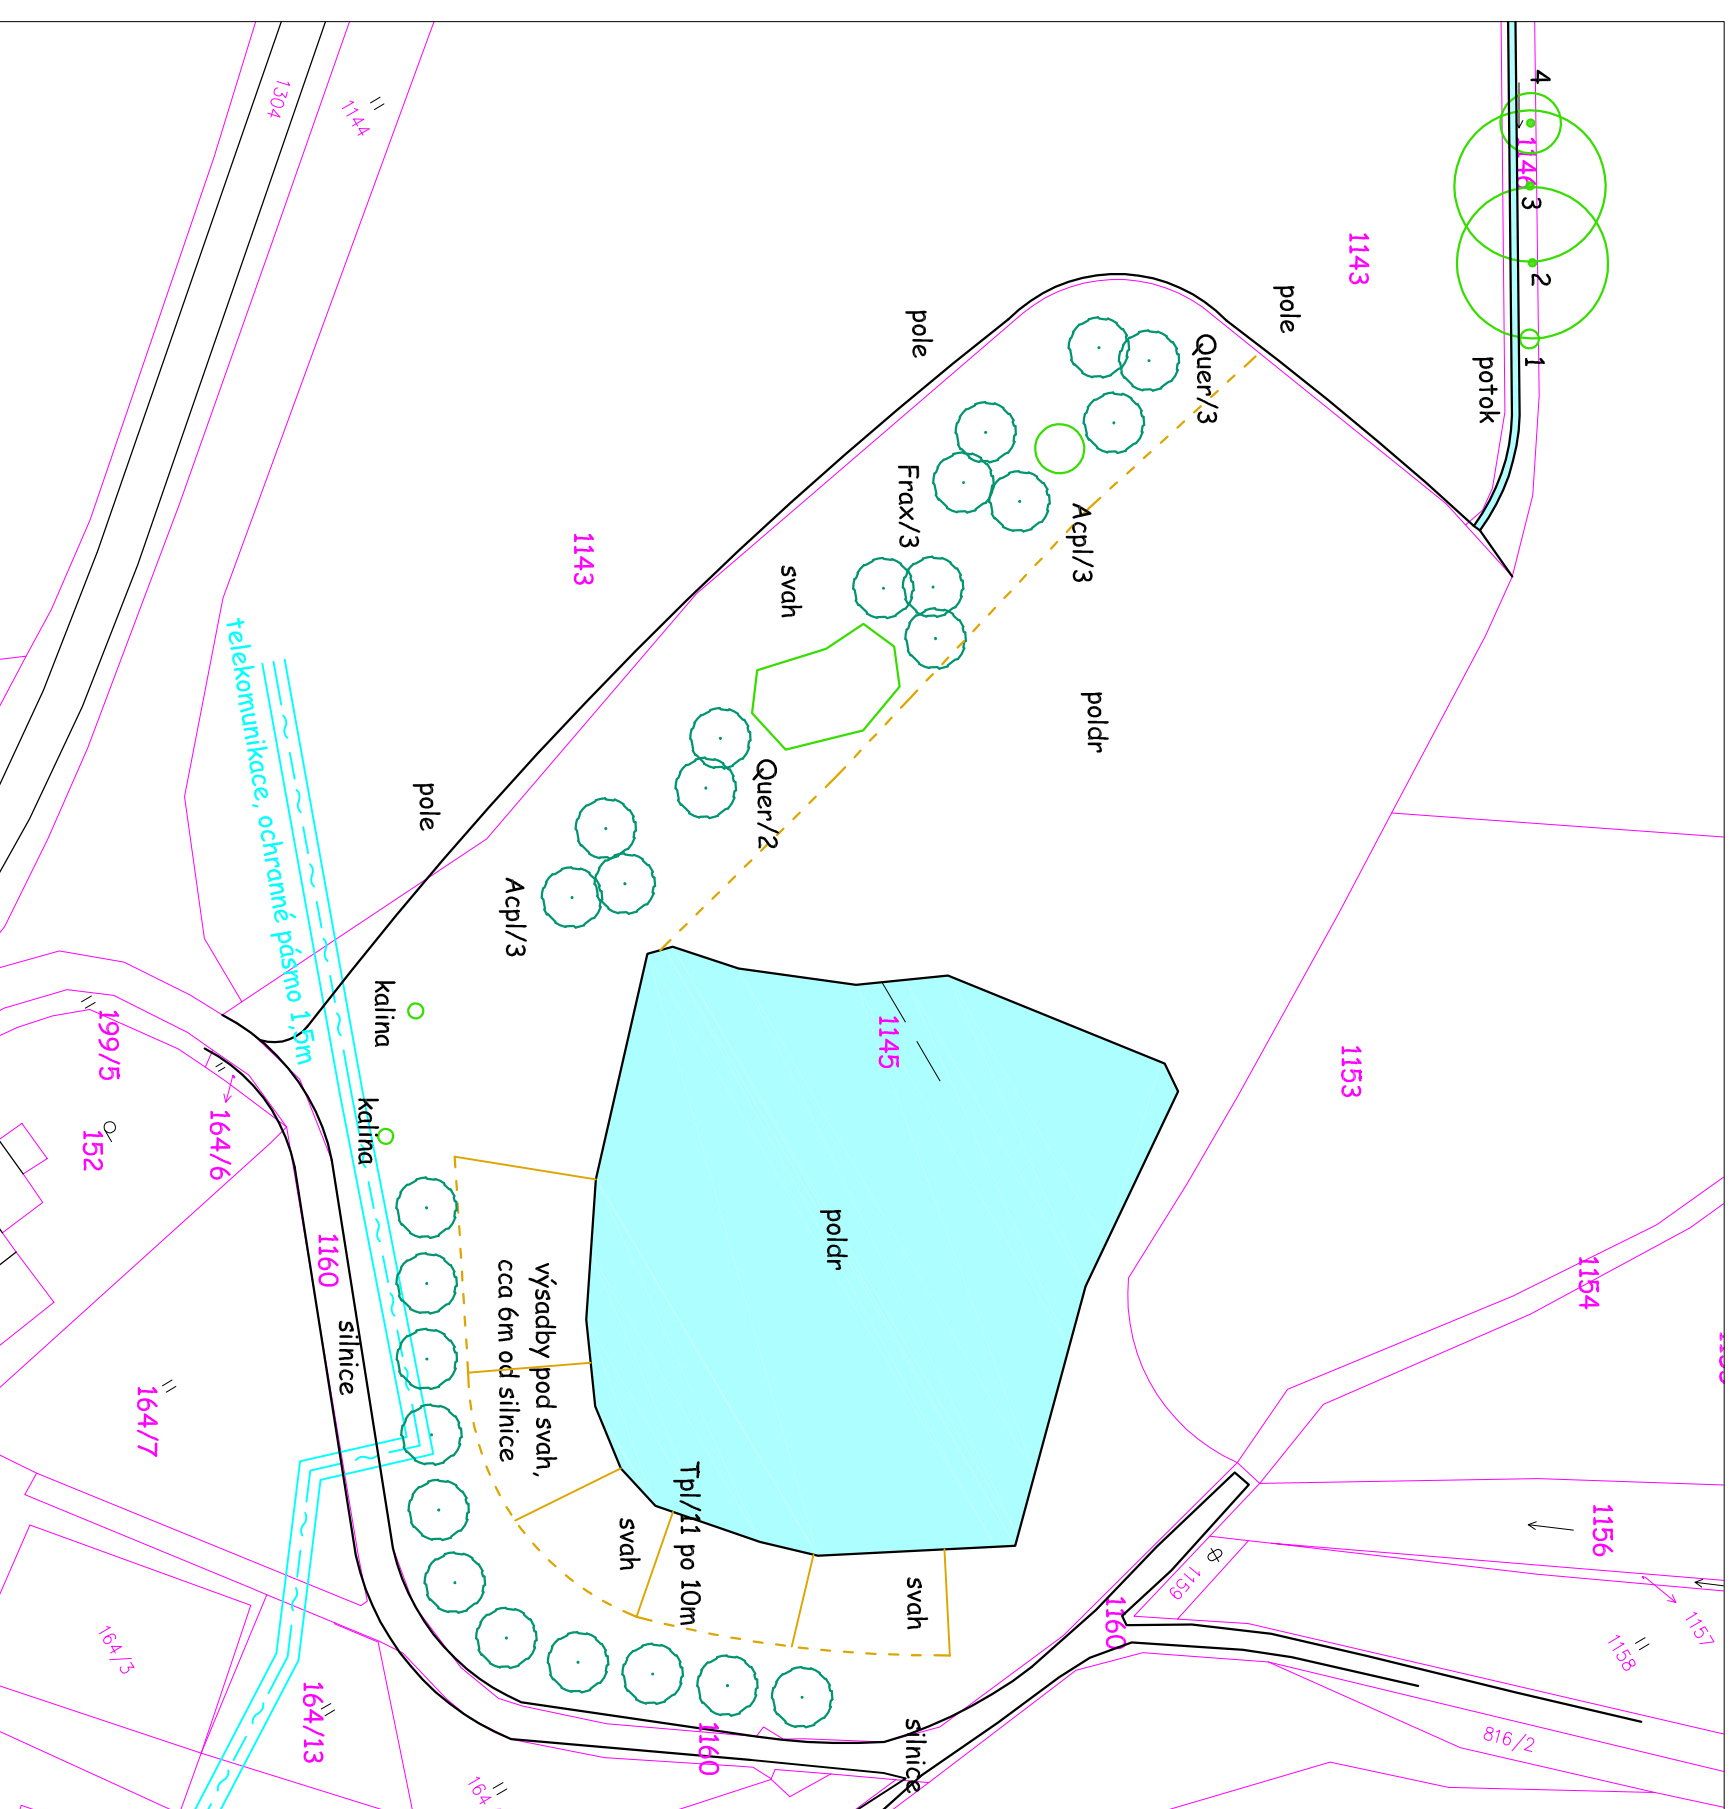 1304
1144
4
1146
3
2
1
potok
1143
pole
pole
Quer/3
Frax/3
Acpl/3
svah
1143
poldr
telekomunikace, ochranné pásmo 1,5m
pole
Quer/2
Acpl/3
kalina
kalina
1145
1153
199/5
152
164/6
1160
silnice
poldr
1154
výsadby pod svah,
cca 6m od silnice
164/7
Tpl/11 po 10m
svah
svah
1156
1159
1160
1157
1158
164/3
164/13
1160
silnice
816/2
164